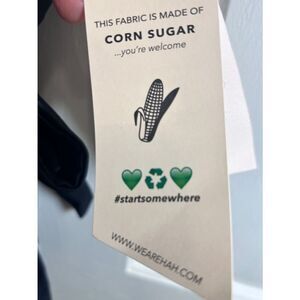 THIS FABRIC IS MADE OF
CORN SUGAR
...you're welcome
#startsomewhere
WWW.WEAREHAH.COM